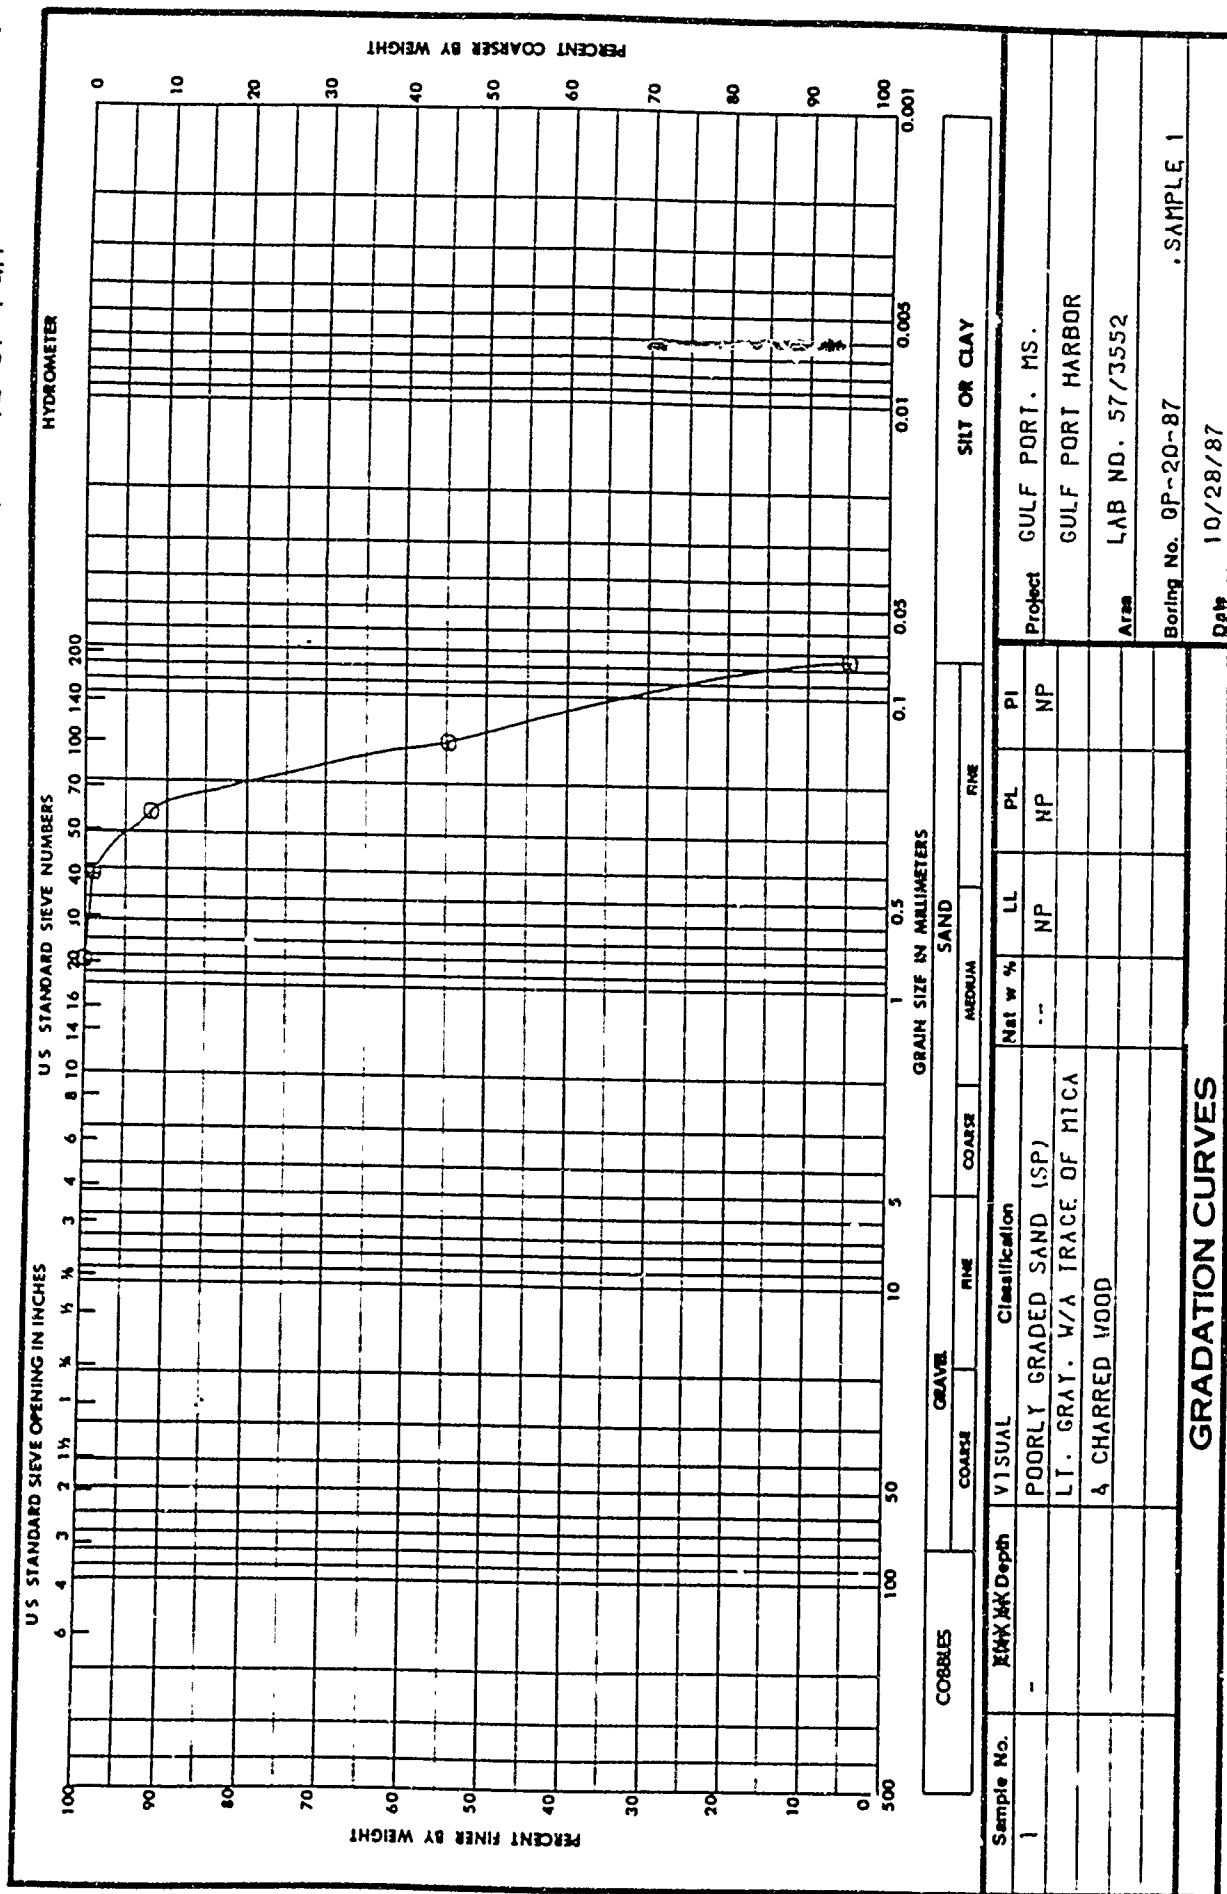 U S STANDARD SIEVE OPENING IN INCHES
U S STANDARD SIEVE NUMBERS
HYDROMETER
6 4 3 2 1½ 1 ¾ ½ ⅜ 3 4 6 8 10 14 16 20 30 40 50 70 100 140 200
PERCENT FINER BY WEIGHT
100
90
80
70
60
50
40
30
20
10
0
PERCENT COARSER BY WEIGHT
0
10
20
30
40
50
60
70
80
90
100
500 100 50 10 5 1 0.5 0.1 0.05 0.01 0.005 0.001
GRAIN SIZE IN MILLIMETERS
COBBLES
GRAVEL
COARSE FINE
SAND
COARSE MEDIUM FINE
SILT OR CLAY
Sample No. Depth VISUAL Classification Nat w % LL PL PI
1 - POORLY GRADED SAND (SP) -- NP NP NP
LT. GRAY. W/A TRACE OF MICA
& CHARRED WOOD
Project GULF PORT. MS.
GULF PORT HARBOR
Area LAB NO. 5773552
Boring No. OP-20-87 ,SAMPLE 1
Date 10/28/87
GRADATION CURVES